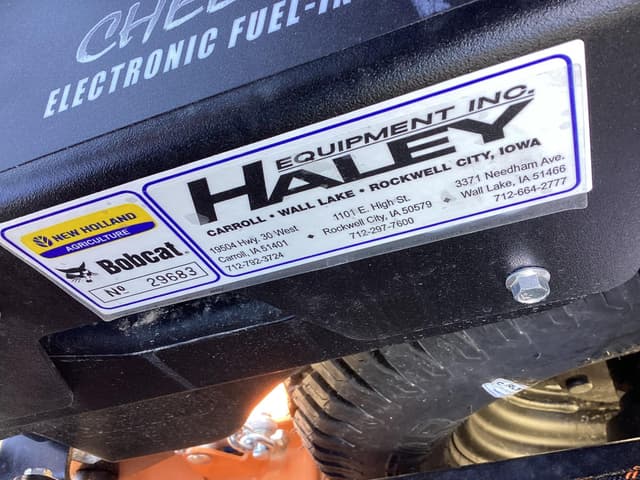 ELECTRONIC FUEL-
NEW HOLLAND
AGRICULTURE
Bobcat
Nº 29683
HALEY
EQUIPMENT INC.
CARROLL • WALL LAKE • ROCKWELL CITY, IOWA
19504 Hwy. 30 West
Carroll, IA 51401
712-792-3724
1101 E. High St.
Rockwell City, IA 50579
712-297-7600
3371 Needham Ave.
Wall Lake, IA 51466
712-664-2777